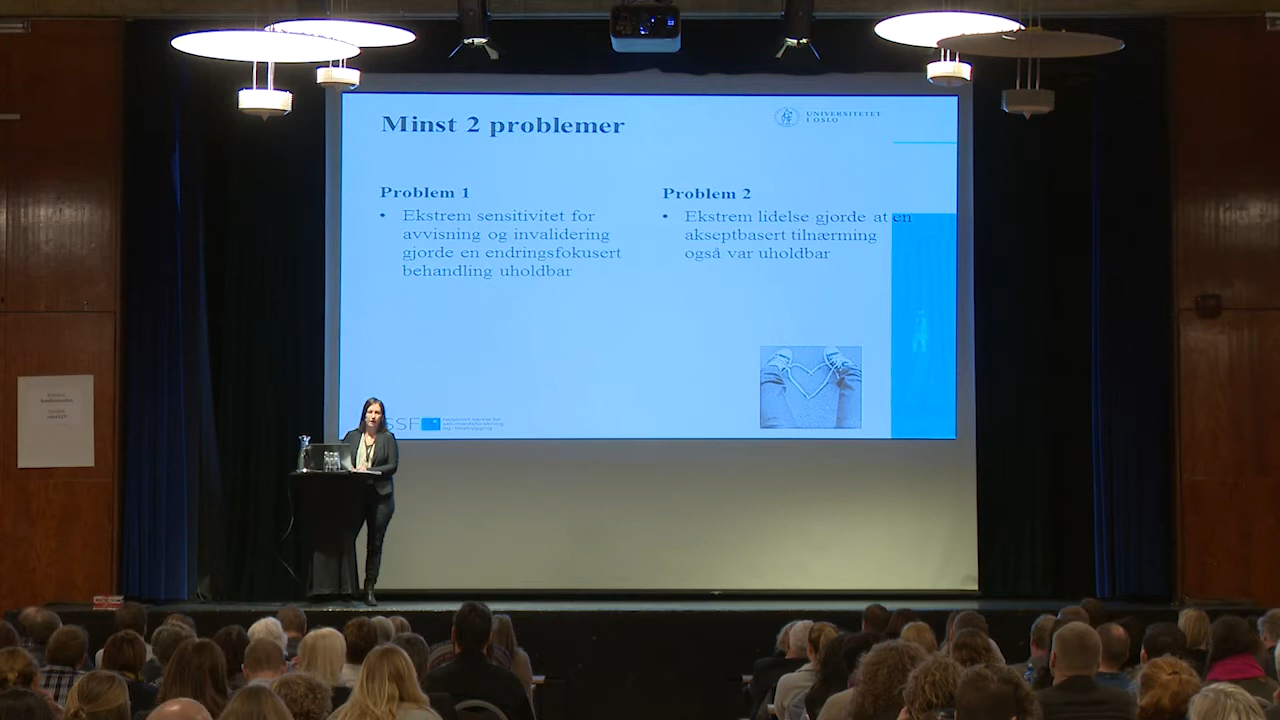 Minst 2 problemer
UNIVERSITETET
I OSLO
Problem 1
• Ekstrem sensitivitet for
avvisning og invalidering
gjorde en endringsfokusert
behandling uholdbar
Problem 2
• Ekstrem lidelse gjorde at en
akseptbasert tilnærming
også var uholdbar
SSF